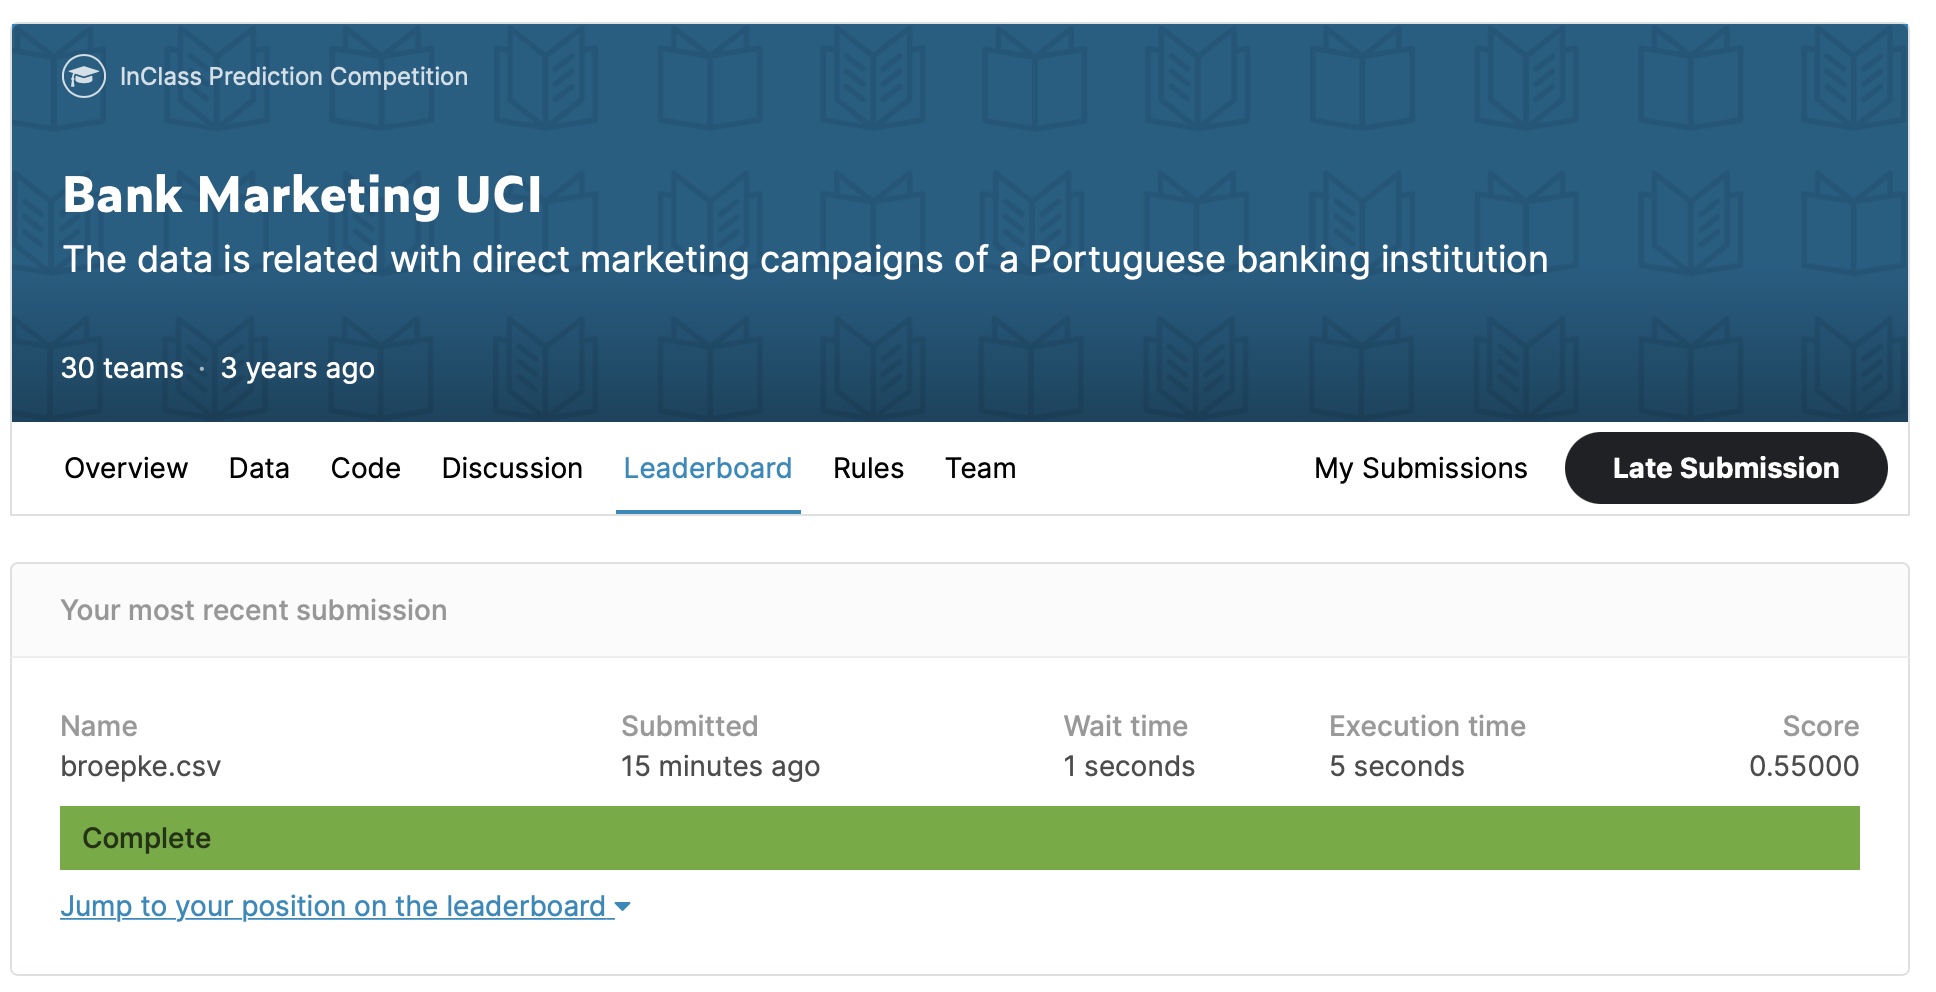 InClass Prediction Competition
Bank Marketing UCI
The data is related with direct marketing campaigns of a Portuguese banking institution
30 teams · 3 years ago
Overview Data Code Discussion Leaderboard Rules Team My Submissions Late Submission
Your most recent submission
Name Submitted Wait time Execution time Score
broepke.csv 15 minutes ago 1 seconds 5 seconds 0.55000
Complete
Jump to your position on the leaderboard